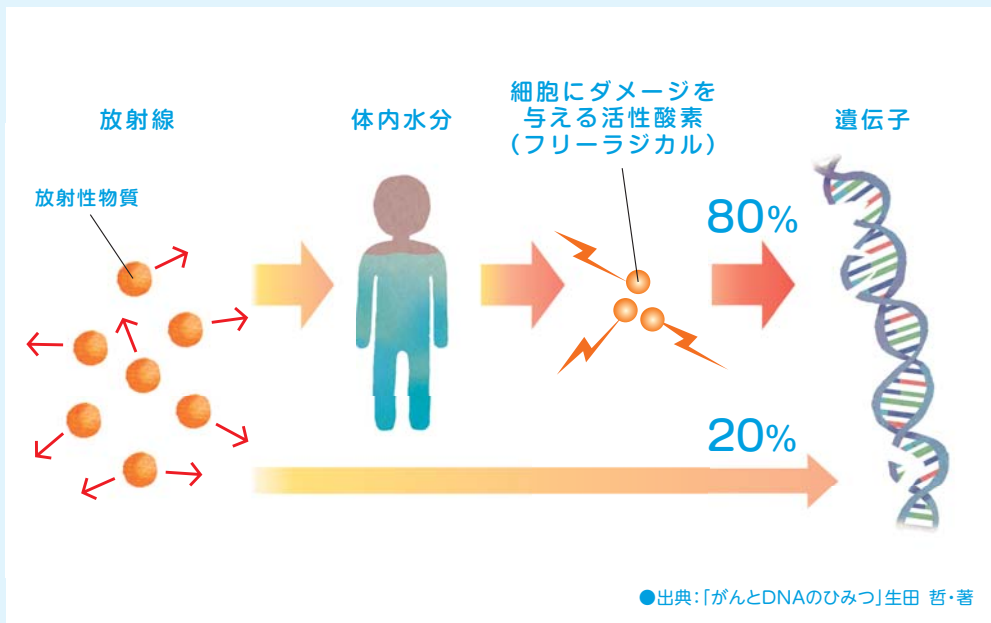 放射線
体内水分
細胞にダメージを
与える活性酸素
(フリーラジカル)
遺伝子
放射性物質
80%
20%
●出典:「がんとDNAのひみつ」生田 哲・著